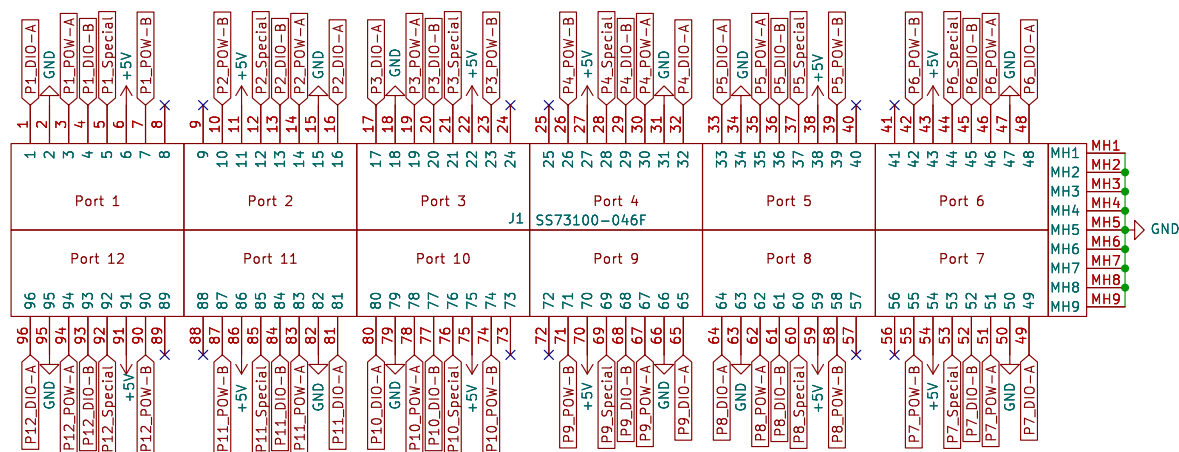 P1_DIO-A GND P1_POW-A P1_DIO-B P1_Special +5V P1_POW-B P2_POW-B +5V P2_Special P2_DIO-B P2_POW-A GND P2_DIO-A P3_DIO-A GND P3_POW-A P3_DIO-B P3_Special +5V P3_POW-B P4_POW-B +5V P4_Special P4_DIO-B P4_POW-A GND P4_DIO-A P5_DIO-A GND P5_POW-A P5_DIO-B P5_Special +5V P5_POW-B P6_POW-B +5V P6_Special P6_DIO-B P6_POW-A GND P6_DIO-A
1 2 3 4 5 6 7 8 9 10 11 12 13 14 15 16 17 18 19 20 21 22 23 24 25 26 27 28 29 30 31 32 33 34 35 36 37 38 39 40 41 42 43 44 45 46 47 48
1 2 3 4 5 6 7 8 9 10 11 12 13 14 15 16 17 18 19 20 21 22 23 24 25 26 27 28 29 30 31 32 33 34 35 36 37 38 39 40 41 42 43 44 45 46 47 48
Port 1 Port 2 Port 3 Port 4 Port 5 Port 6
J1 SS73100-046F
MH1 MH1
MH2 MH2
MH3 MH3
MH4 MH4
MH5 MH5 GND
MH6 MH6
MH7 MH7
MH8 MH8
MH9 MH9
Port 12 Port 11 Port 10 Port 9 Port 8 Port 7
96 95 94 93 92 91 90 89 88 87 86 85 84 83 82 81 80 79 78 77 76 75 74 73 72 71 70 69 68 67 66 65 64 63 62 61 60 59 58 57 56 55 54 53 52 51 50 49
96 95 94 93 92 91 90 89 88 87 86 85 84 83 82 81 80 79 78 77 76 75 74 73 72 71 70 69 68 67 66 65 64 63 62 61 60 59 58 57 56 55 54 53 52 51 50 49
P12_DIO-A GND P12_POW-A P12_DIO-B P12_Special +5V P12_POW-B P11_POW-B +5V P11_Special P11_DIO-B P11_POW-A GND P11_DIO-A P10_DIO-A GND P10_POW-A P10_DIO-B P10_Special +5V P10_POW-B P9_POW-B +5V P9_Special P9_DIO-B P9_POW-A GND P9_DIO-A P8_DIO-A GND P8_POW-A P8_DIO-B P8_Special +5V P8_POW-B P7_POW-B +5V P7_Special P7_DIO-B P7_POW-A GND P7_DIO-A